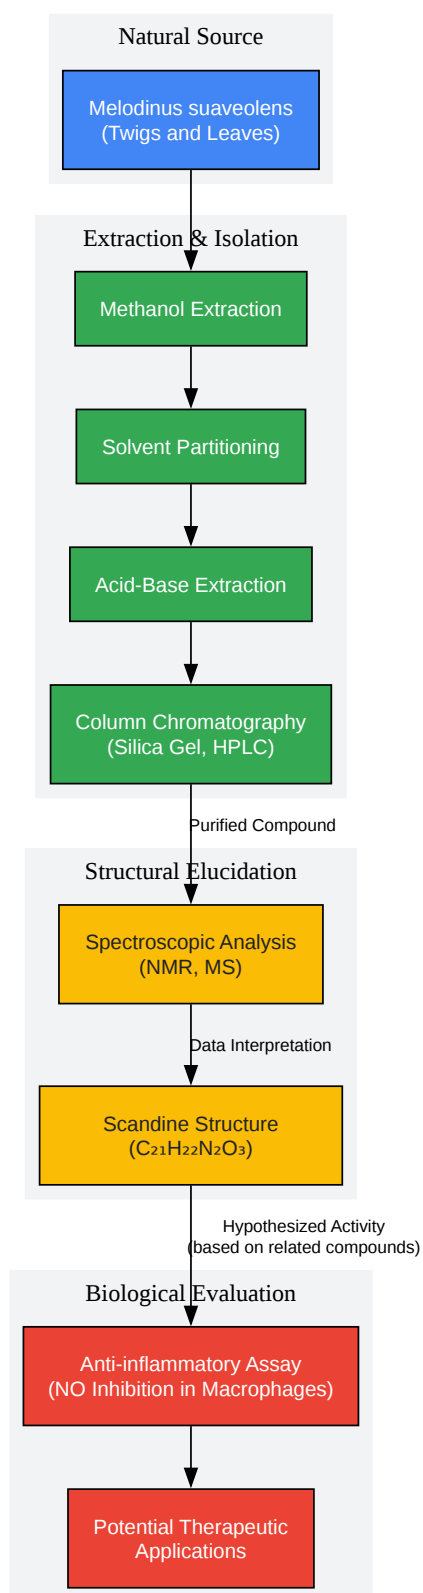 Natural Source
Melodinus suaveolens
(Twigs and Leaves)
Extraction & Isolation
Methanol Extraction
Solvent Partitioning
Acid-Base Extraction
Column Chromatography
(Silica Gel, HPLC)
Purified Compound
Structural Elucidation
Spectroscopic Analysis
(NMR, MS)
Data Interpretation
Scandine Structure
(C₂₁H₂₂N₂O₃)
Hypothesized Activity
(based on related compounds)
Biological Evaluation
Anti-inflammatory Assay
(NO Inhibition in Macrophages)
Potential Therapeutic
Applications